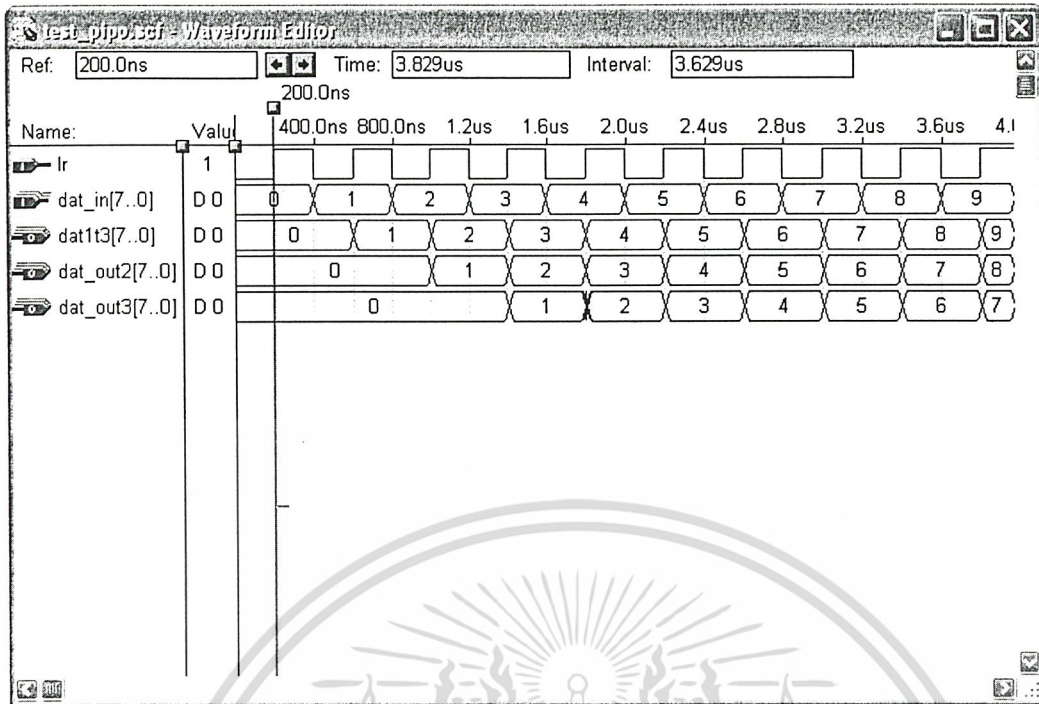 test_pipo.scf - Waveform Editor
Ref: 200.0ns Time: 3.829us Interval: 3.629us
200.0ns
Name: Valu 400.0ns 800.0ns 1.2us 1.6us 2.0us 2.4us 2.8us 3.2us 3.6us 4.
lr 1
dat_in[7..0] D 0 0 1 2 3 4 5 6 7 8 9
dat1t3[7..0] D 0 0 1 2 3 4 5 6 7 8 9
dat_out2[7..0] D 0 0 1 2 3 4 5 6 7 8
dat_out3[7..0] D 0 0 1 2 3 4 5 6 7